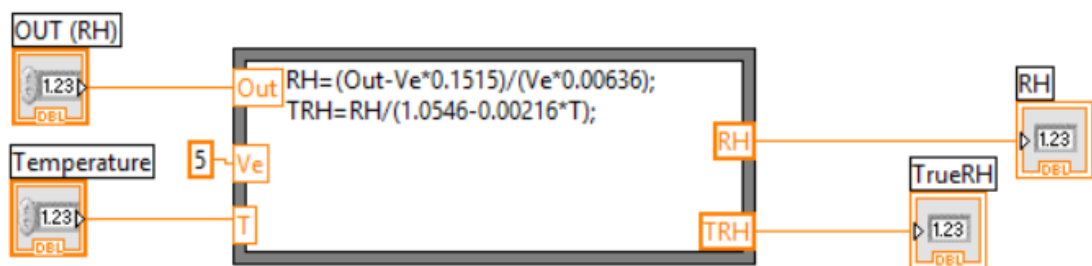 OUT (RH)
1.23
DBL
Out
RH=(Out-Ve*0.1515)/(Ve*0.00636);
TRH=RH/(1.0546-0.00216*T);
RH
1.23
DBL
RH
Temperature
1.23
DBL
5
Ve
T
TrueRH
1.23
DBL
TRH